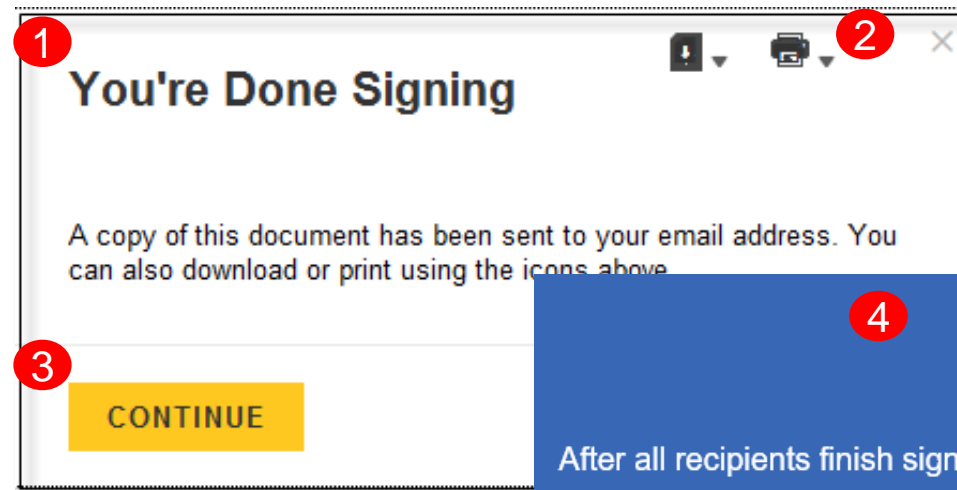 1
2
You're Done Signing
A copy of this document has been sent to your email address. You
can also download or print using the icons above
4
3
CONTINUE
After all recipients finish sign